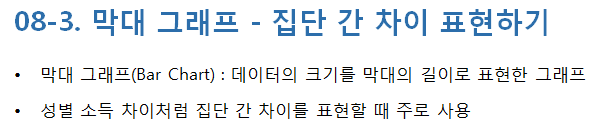 08-3. 막대 그래프 - 집단 간 차이 표현하기
• 막대 그래프(Bar Chart) : 데이터의 크기를 막대의 길이로 표현한 그래프
• 성별 소득 차이처럼 집단 간 차이를 표현할 때 주로 사용